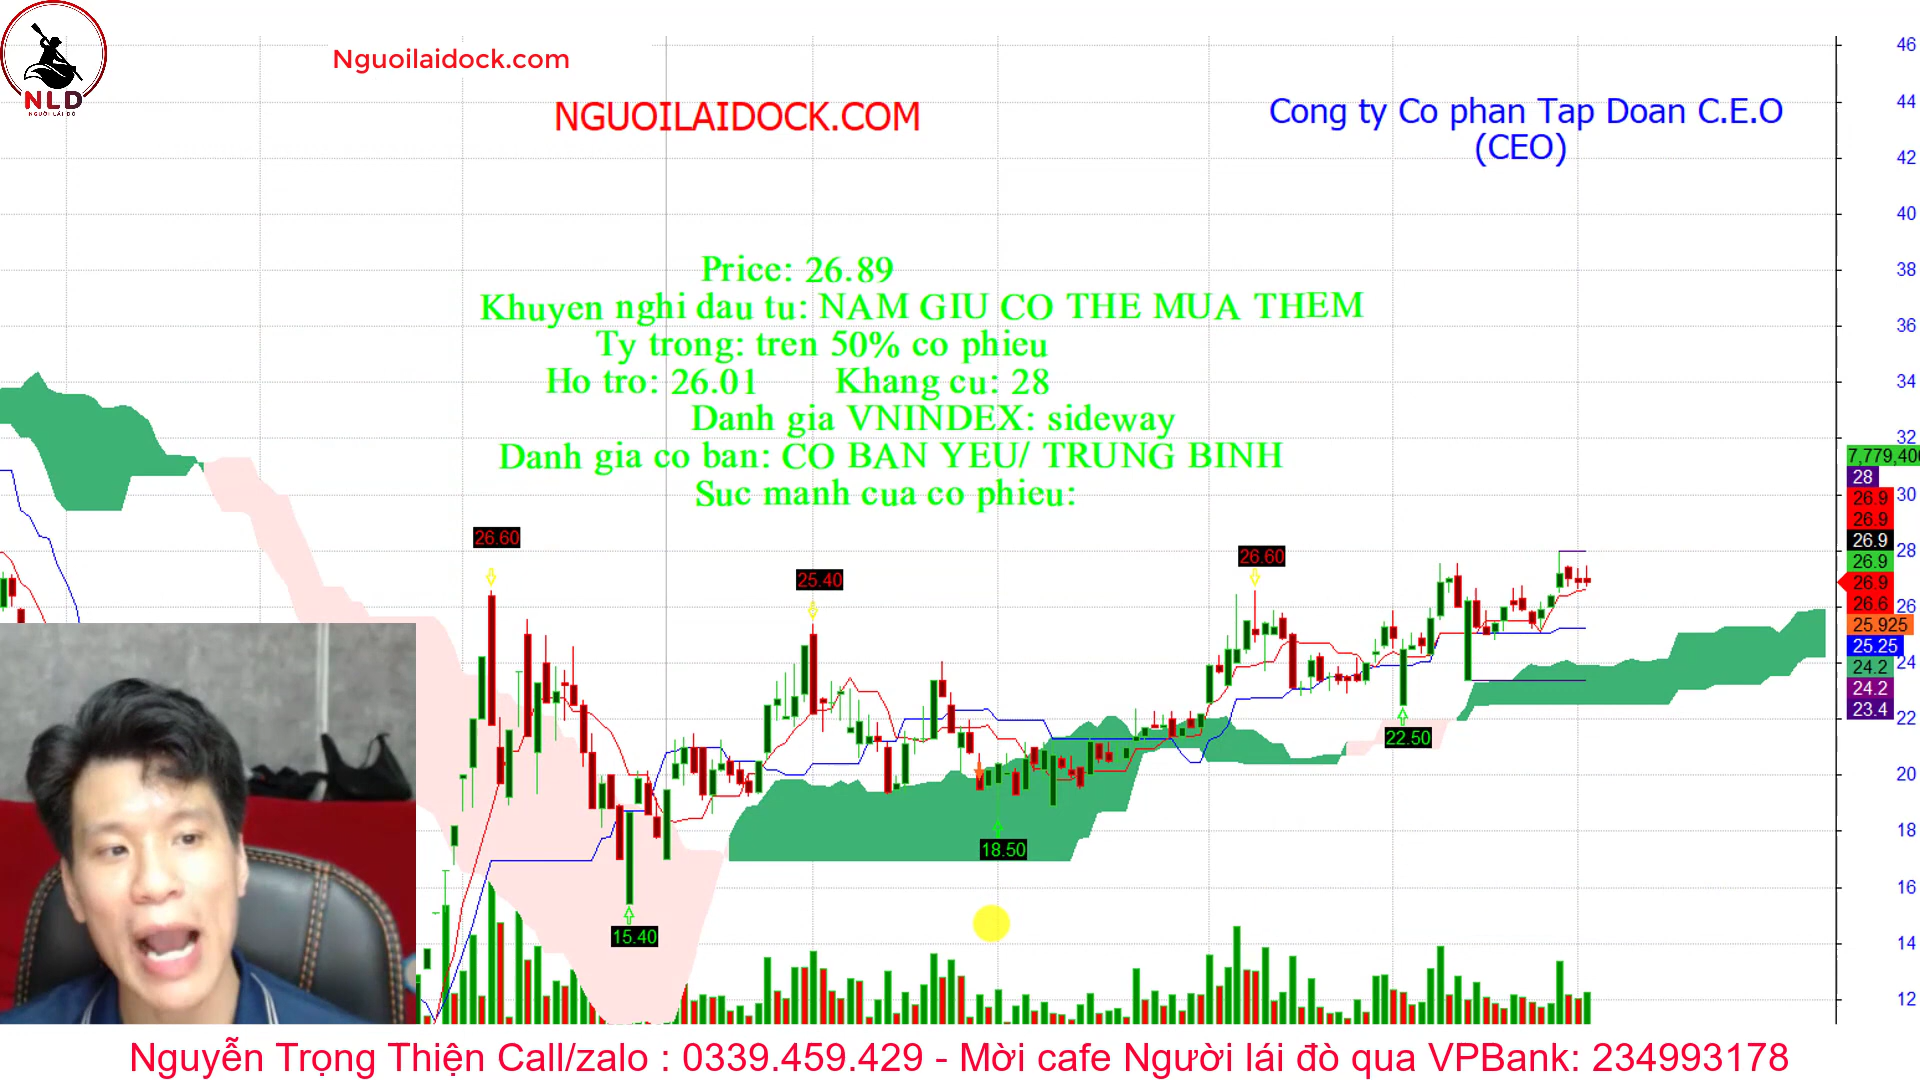 NLD
NGƯỜI LÁI ĐÒ
Nguoilaidock.com
NGUOILAIDOCK.COM
Cong ty Co phan Tap Doan C.E.O
(CEO)
Price: 26.89
Khuyen nghi dau tu: NAM GIU CO THE MUA THEM
Ty trong: tren 50% co phieu
Ho tro: 26.01 Khang cu: 28
Danh gia VNINDEX: sideway
Danh gia co ban: CO BAN YEU/ TRUNG BINH
Suc manh cua co phieu:
26.60
25.40
26.60
22.50
18.50
15.40
46
44
42
40
38
36
34
32
7,779,400
28
30
26.9
26.9
26.9
28
26.9
26.9
26.6
26
25.925
25.25
24
24.2
24.2
23.4
22
20
18
16
14
12
Nguyễn Trọng Thiện Call/zalo : 0339.459.429 - Mời cafe Người lái đò qua VPBank: 234993178